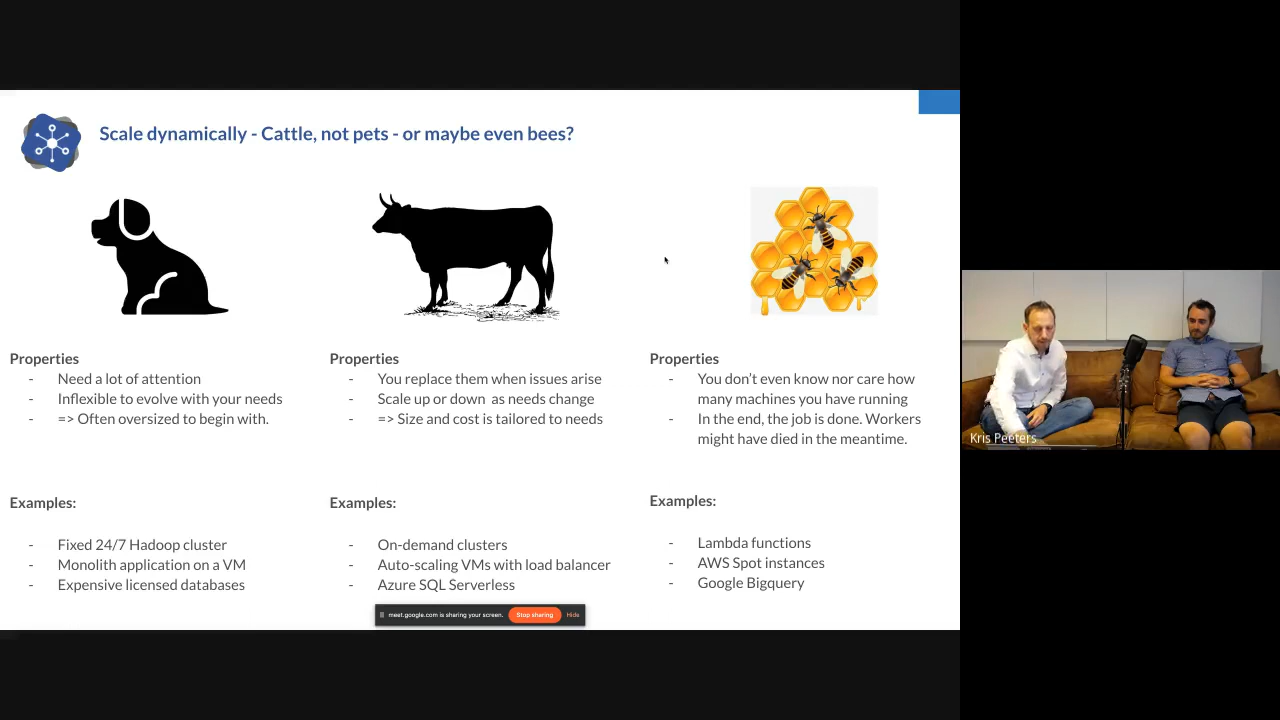 Scale dynamically - Cattle, not pets - or maybe even bees?
Properties
- Need a lot of attention
- Inflexible to evolve with your needs
- => Often oversized to begin with.
Examples:
- Fixed 24/7 Hadoop cluster
- Monolith application on a VM
- Expensive licensed databases
Properties
- You replace them when issues arise
- Scale up or down as needs change
- => Size and cost is tailored to needs
Examples:
- On-demand clusters
- Auto-scaling VMs with load balancer
- Azure SQL Serverless
Properties
- You don't even know nor care how
many machines you have running
- In the end, the job is done. Workers
might have died in the meantime.
Examples:
- Lambda functions
- AWS Spot instances
- Google Bigquery
meet.google.com is sharing your screen. Stop sharing Hide
Kris Peeters